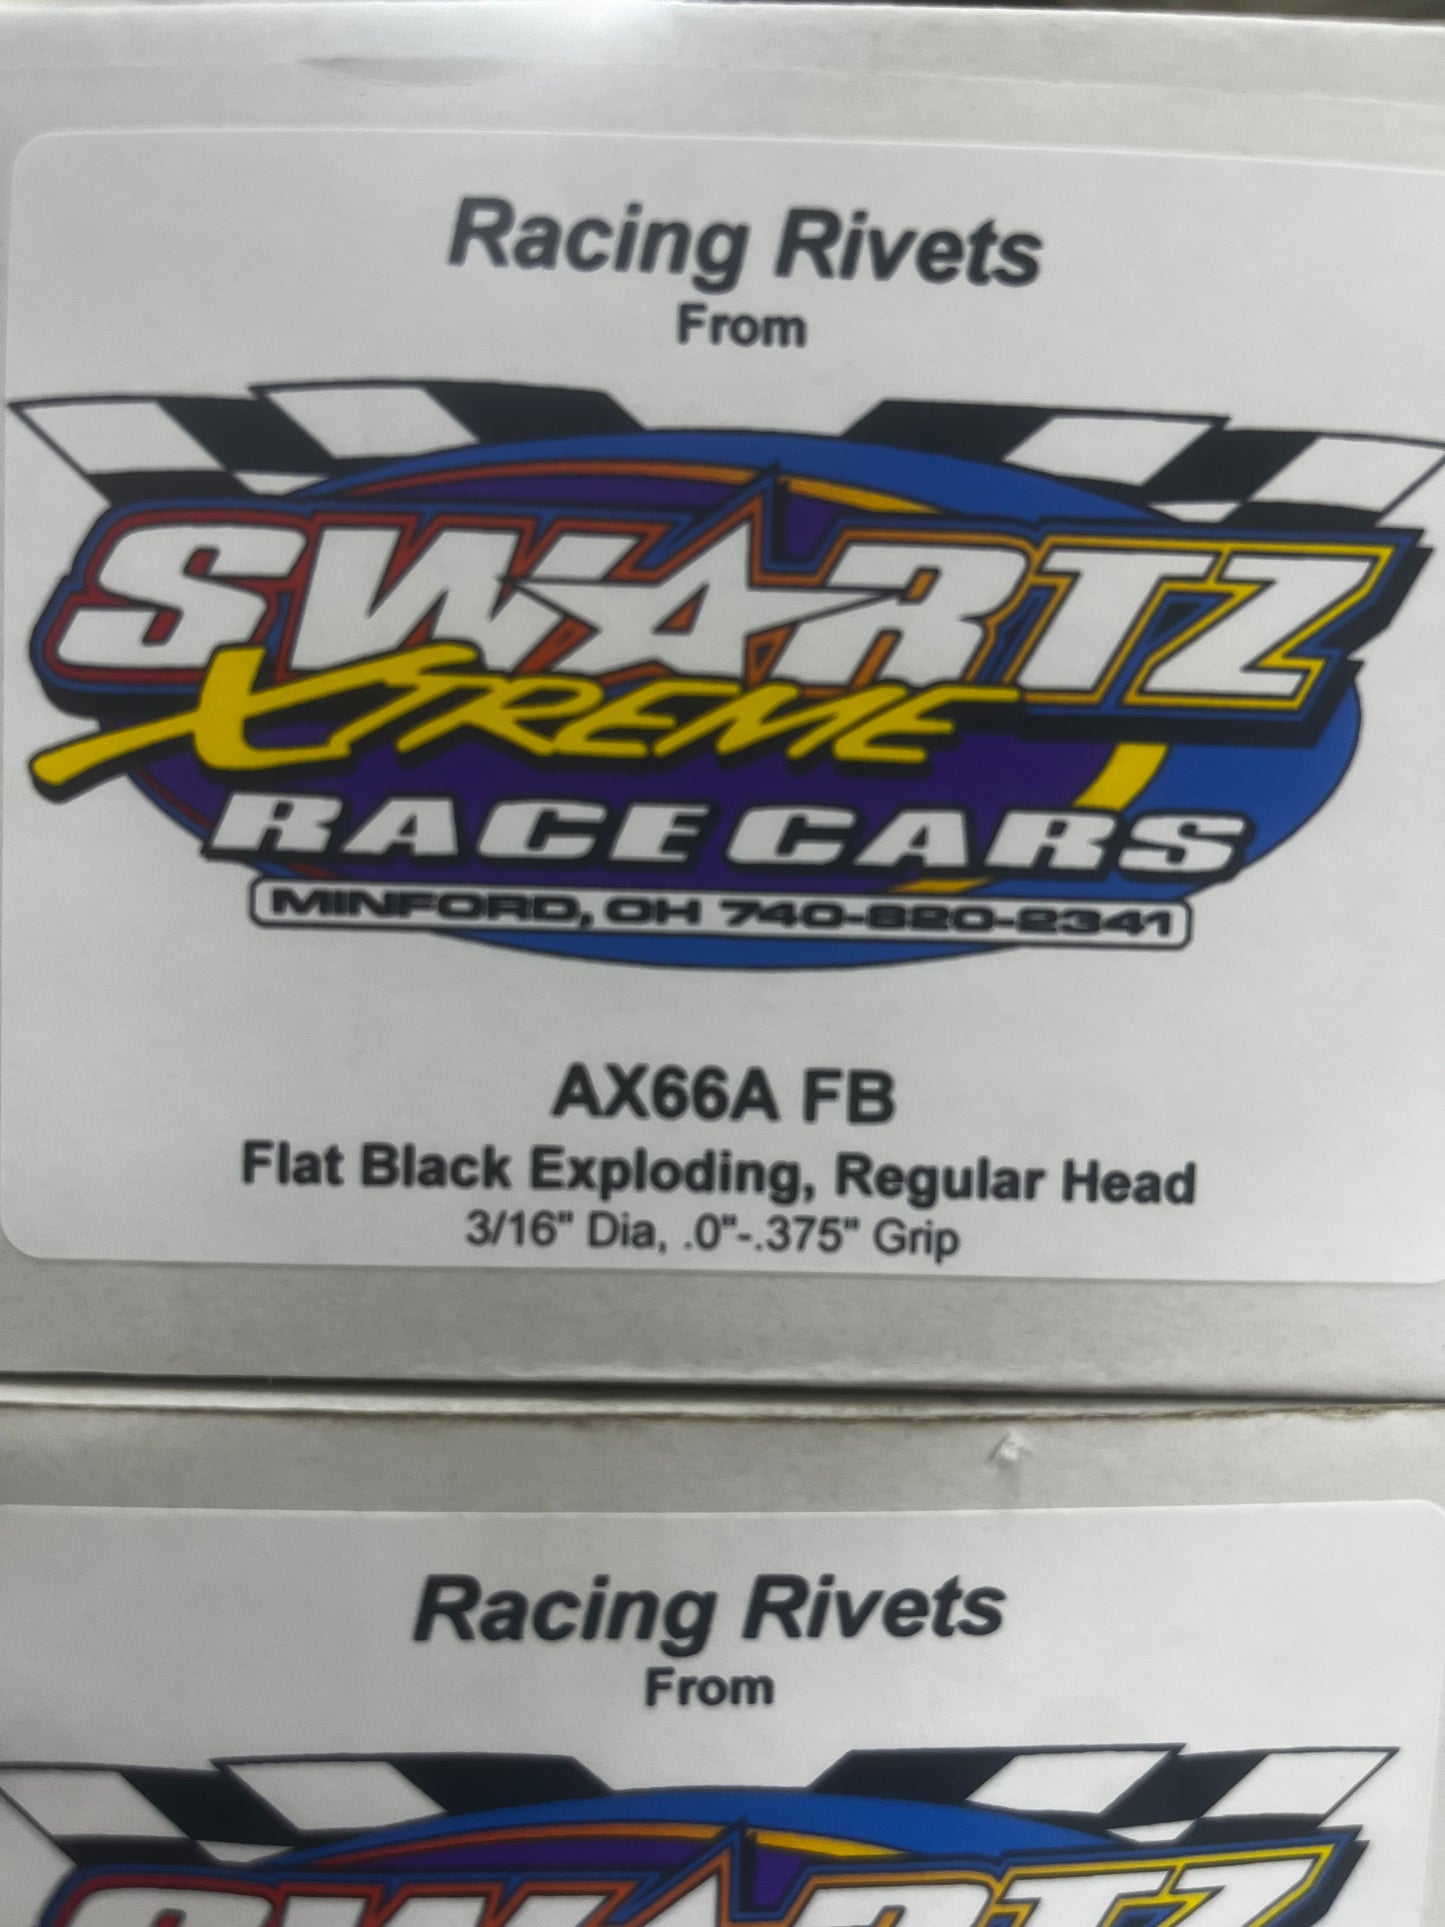 Racing Rivets
From
SWARTZ
XTREME
RACE CARS
MINFORD, OH 740-820-2341
AX66A FB
Flat Black Exploding, Regular Head
3/16" Dia, .0"-.375" Grip
Racing Rivets
From
SWARTZ